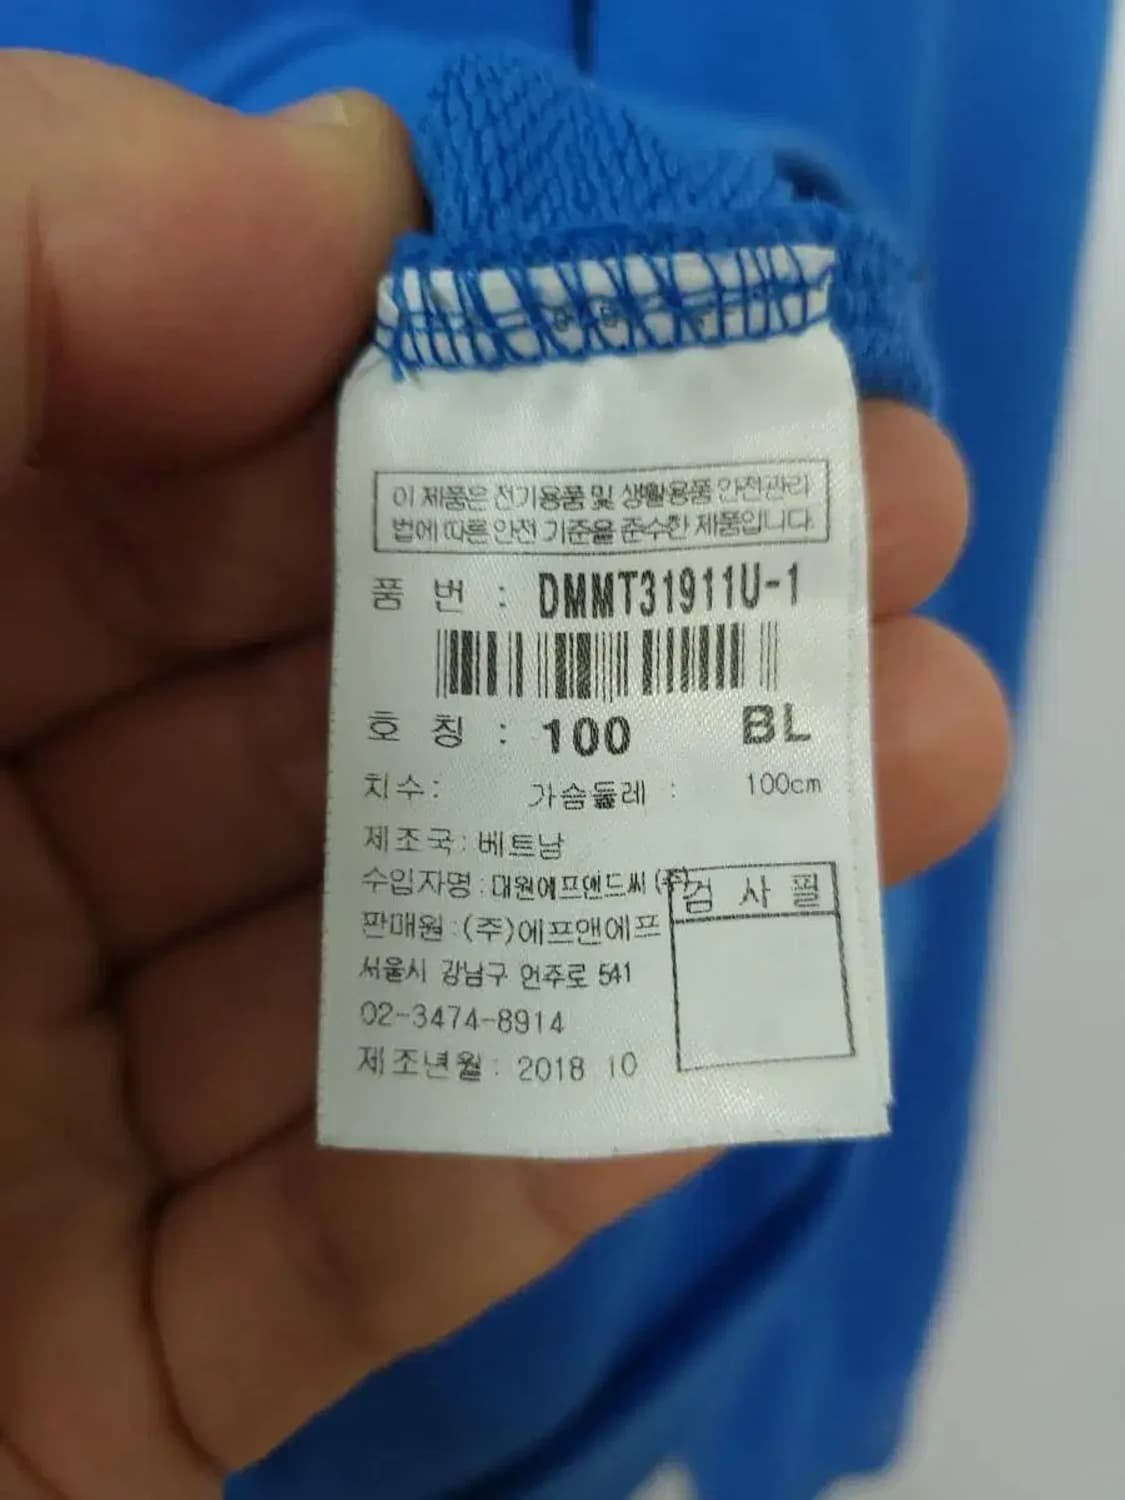 이 제품은 전기용품 및 생활용품 안전관리
법에 따른 안전 기준을 준수한 제품입니다.
품 번 : DMMT31911U-1
호 칭 : 100 BL
치수: 가슴둘레 : 100cm
제조국: 베트남
수입자명 : 대원에프앤드씨(주)
검 사 필
판매원 : (주)에프앤에프
서울시 강남구 언주로 541
02-3474-8914
제조년월 : 2018 10